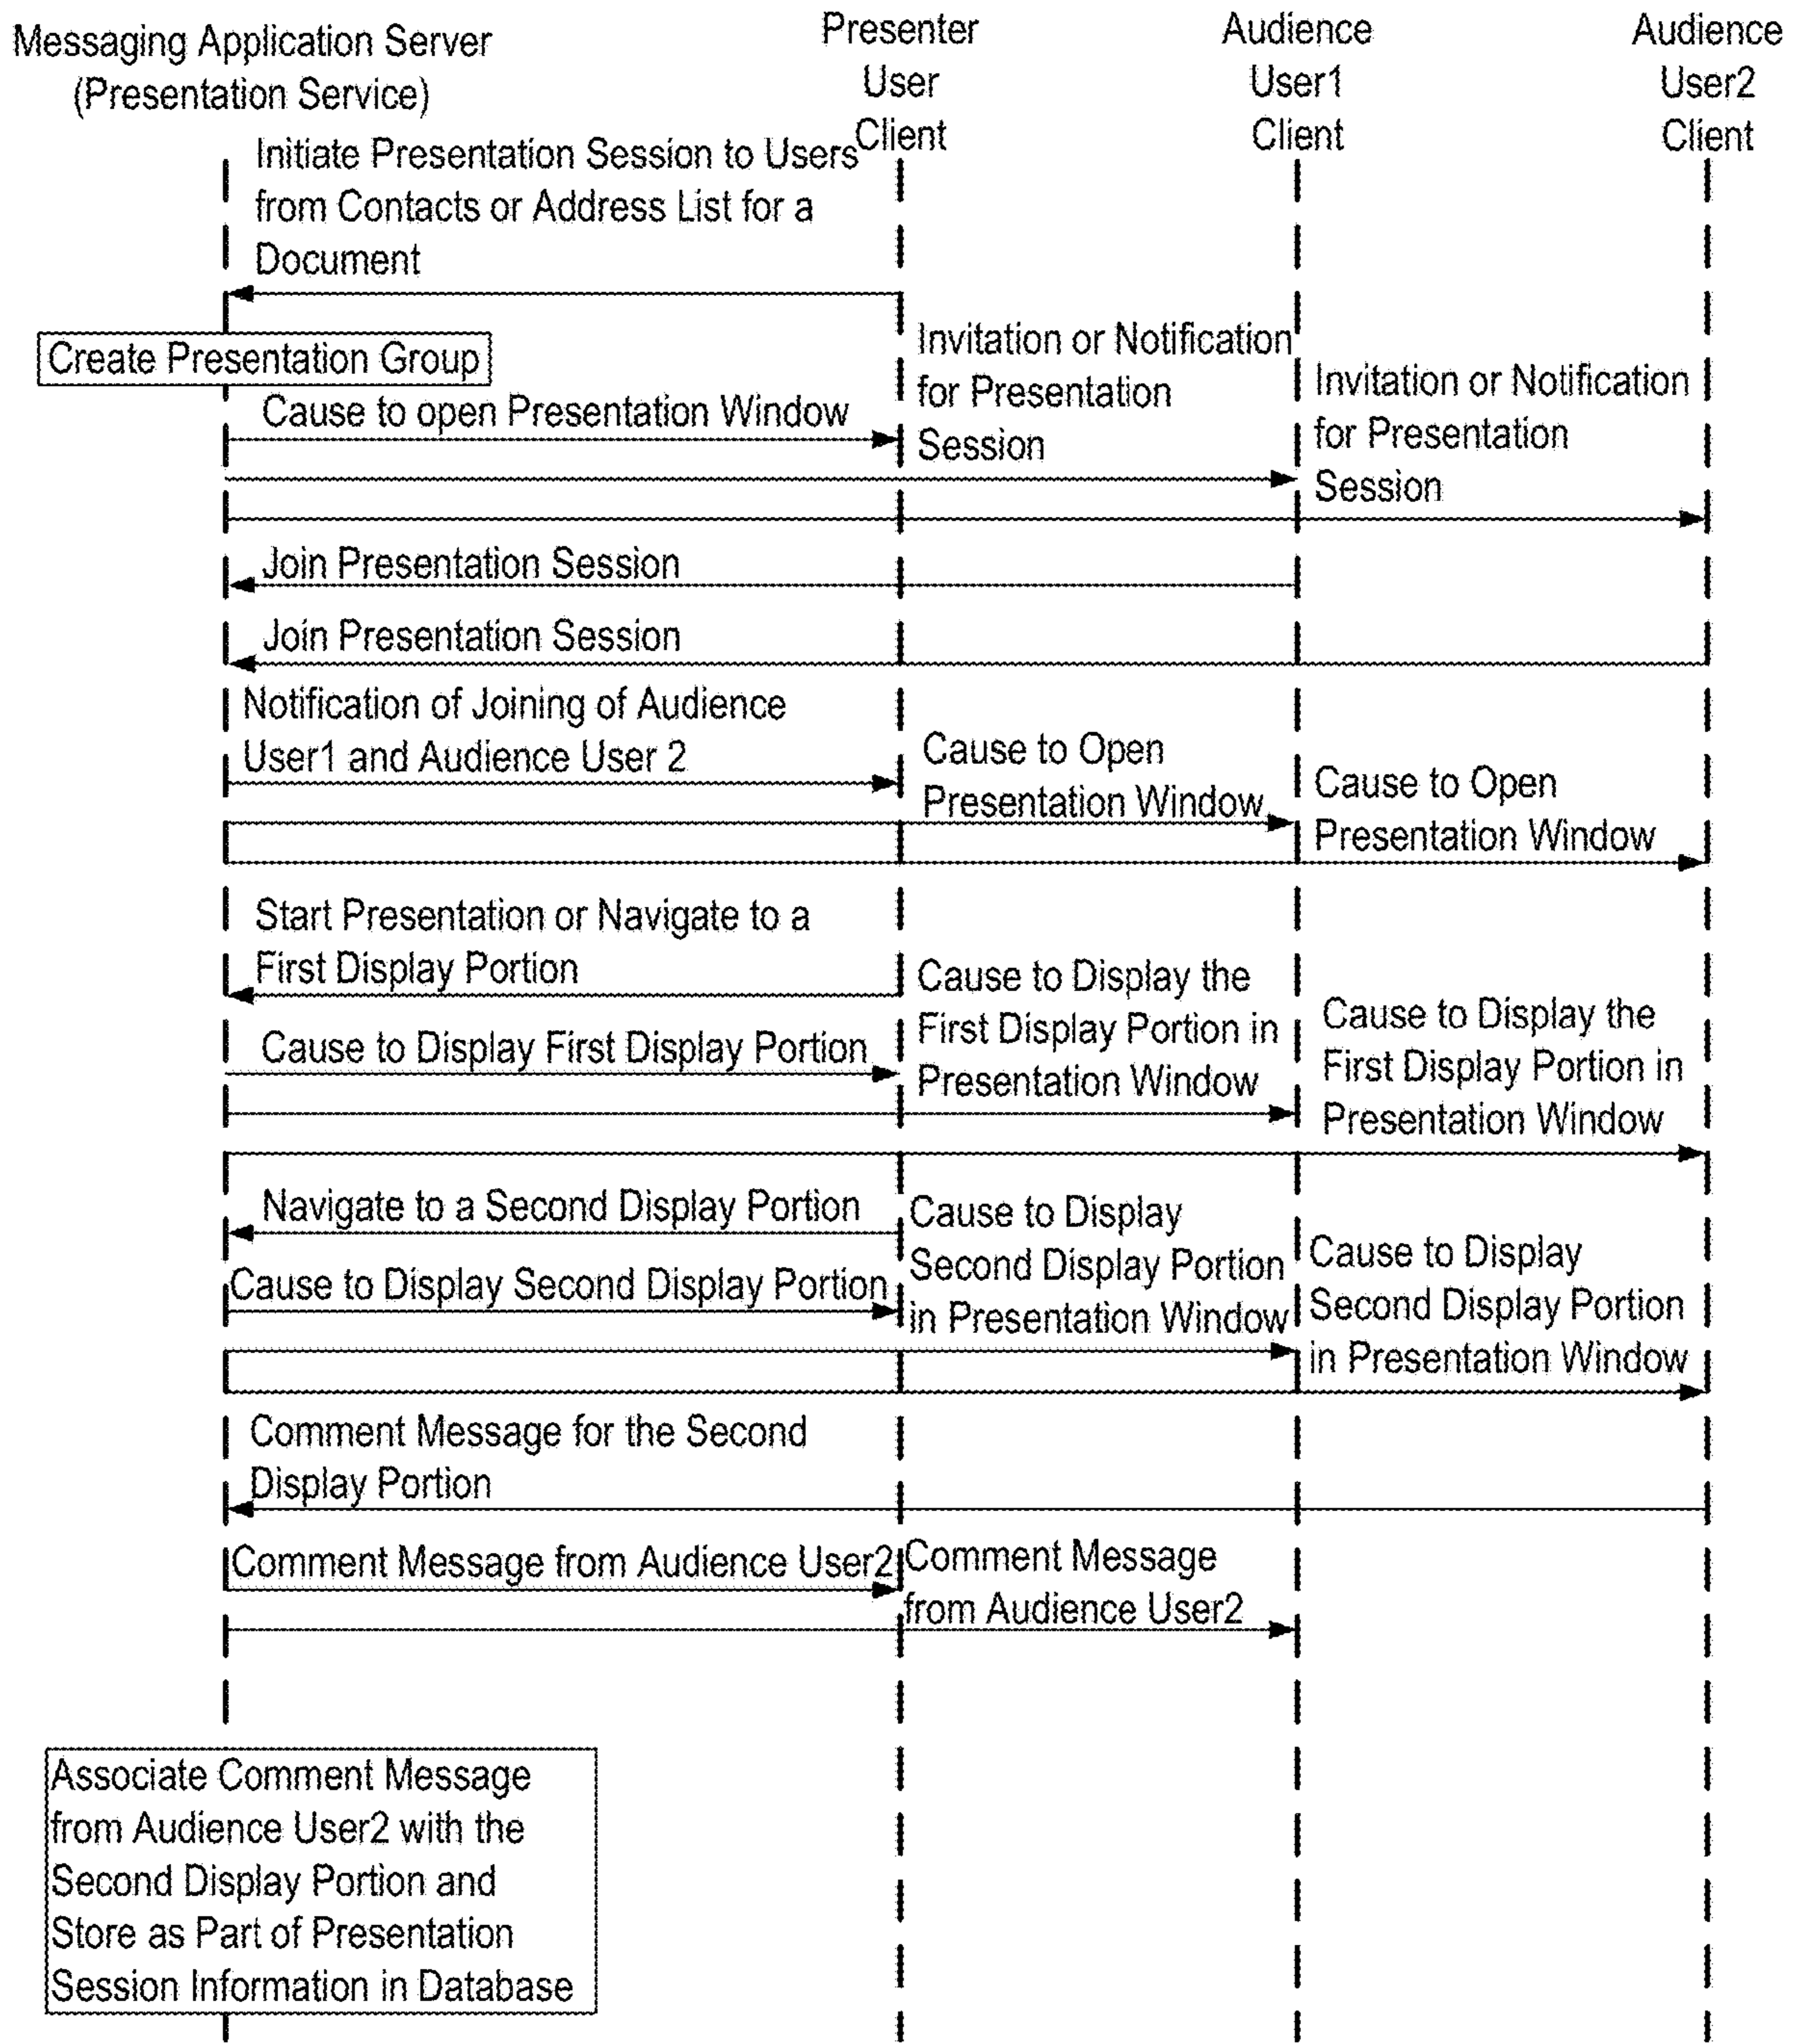 Messaging Application Server
(Presentation Service)
Presenter
User
Client
Audience
User1
Client
Audience
User2
Client
Initiate Presentation Session to Users
from Contacts or Address List for a
Document
Create Presentation Group
Cause to open Presentation Window
Invitation or Notification
for Presentation
Session
Invitation or Notification
for Presentation
Session
Join Presentation Session
Join Presentation Session
Notification of Joining of Audience
User1 and Audience User 2
Cause to Open
Presentation Window
Cause to Open
Presentation Window
Start Presentation or Navigate to a
First Display Portion
Cause to Display First Display Portion
Cause to Display the
First Display Portion in
Presentation Window
Cause to Display the
First Display Portion in
Presentation Window
Navigate to a Second Display Portion
Cause to Display Second Display Portion
Cause to Display
Second Display Portion
in Presentation Window
Cause to Display
Second Display Portion
in Presentation Window
Comment Message for the Second
Display Portion
Comment Message from Audience User2
Comment Message
from Audience User2
Associate Comment Message
from Audience User2 with the
Second Display Portion and
Store as Part of Presentation
Session Information in Database